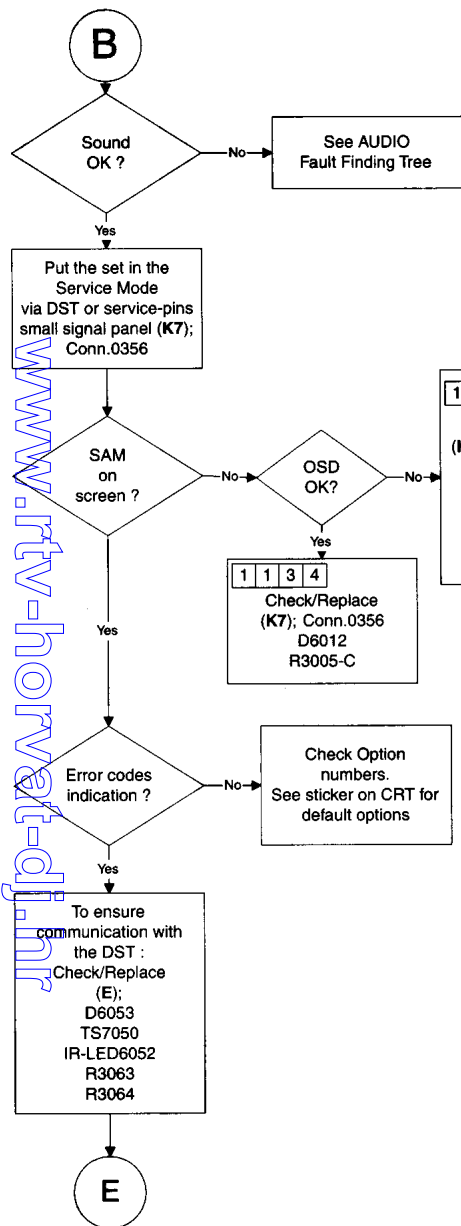 B
Sound
OK ?
No
See AUDIO
Fault Finding Tree
Yes
Put the set in the
Service Mode
via DST or service-pins
small signal panel (K7);
Conn.0356
SAM
on
screen ?
No
OSD
OK?
No
1
Yes
1 1 3 4
Check/Replace
(K7); Conn.0356
D6012
R3005-C
Yes
Error codes
indication ?
No
Check Option
numbers.
See sticker on CRT for
default options
Yes
To ensure
communication with
the DST :
Check/Replace
(E);
D6053
TS7050
IR-LED6052
R3063
R3064
E
www.rtv-horvat-dj.hr